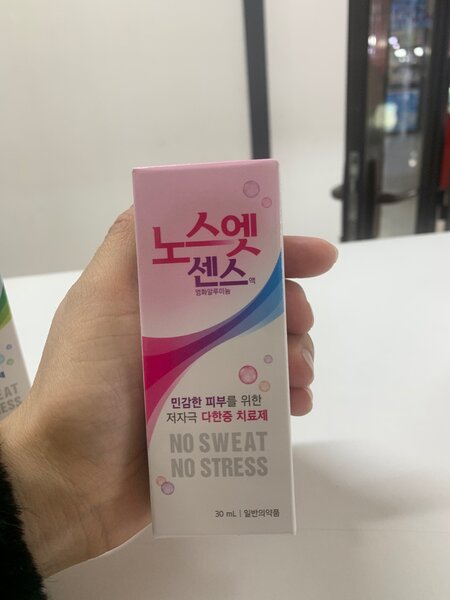 노스엣
센스액
염화알루미늄
민감한 피부를 위한
저자극 다한증 치료제
NO SWEAT
NO STRESS
30 mL | 일반의약품
EAT
ESS